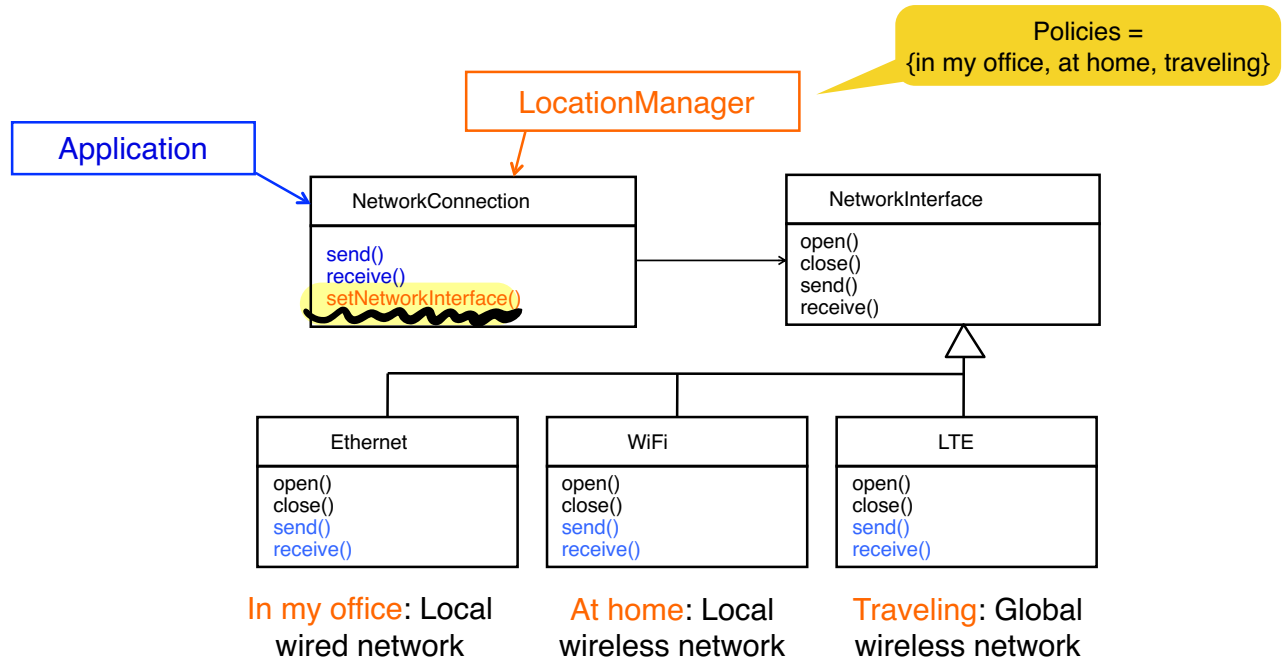 Policies =
{in my office, at home, traveling}
LocationManager
Application
NetworkConnection
send()
receive()
setNetworkInterface()
NetworkInterface
open()
close()
send()
receive()
Ethernet
open()
close()
send()
receive()
WiFi
open()
close()
send()
receive()
LTE
open()
close()
send()
receive()
In my office: Local
wired network
At home: Local
wireless network
Traveling: Global
wireless network